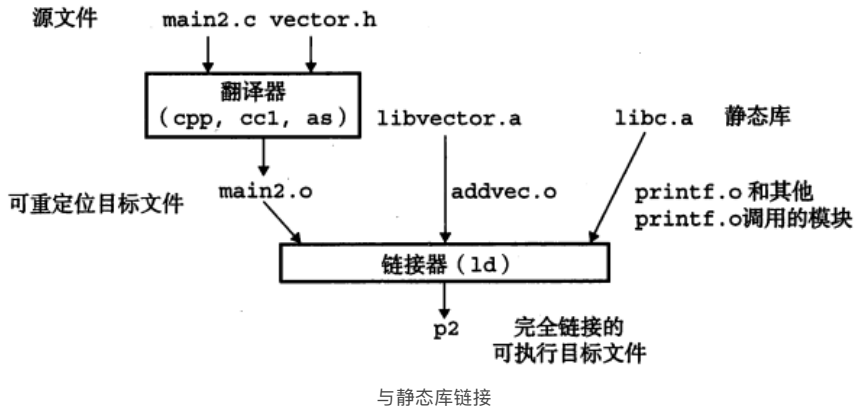 源文件 main2.c vector.h
翻译器
(cpp, cc1, as) libvector.a libc.a 静态库
可重定位目标文件 main2.o addvec.o printf.o 和其他
printf.o调用的模块
链接器(ld)
p2 完全链接的
可执行目标文件
与静态库链接